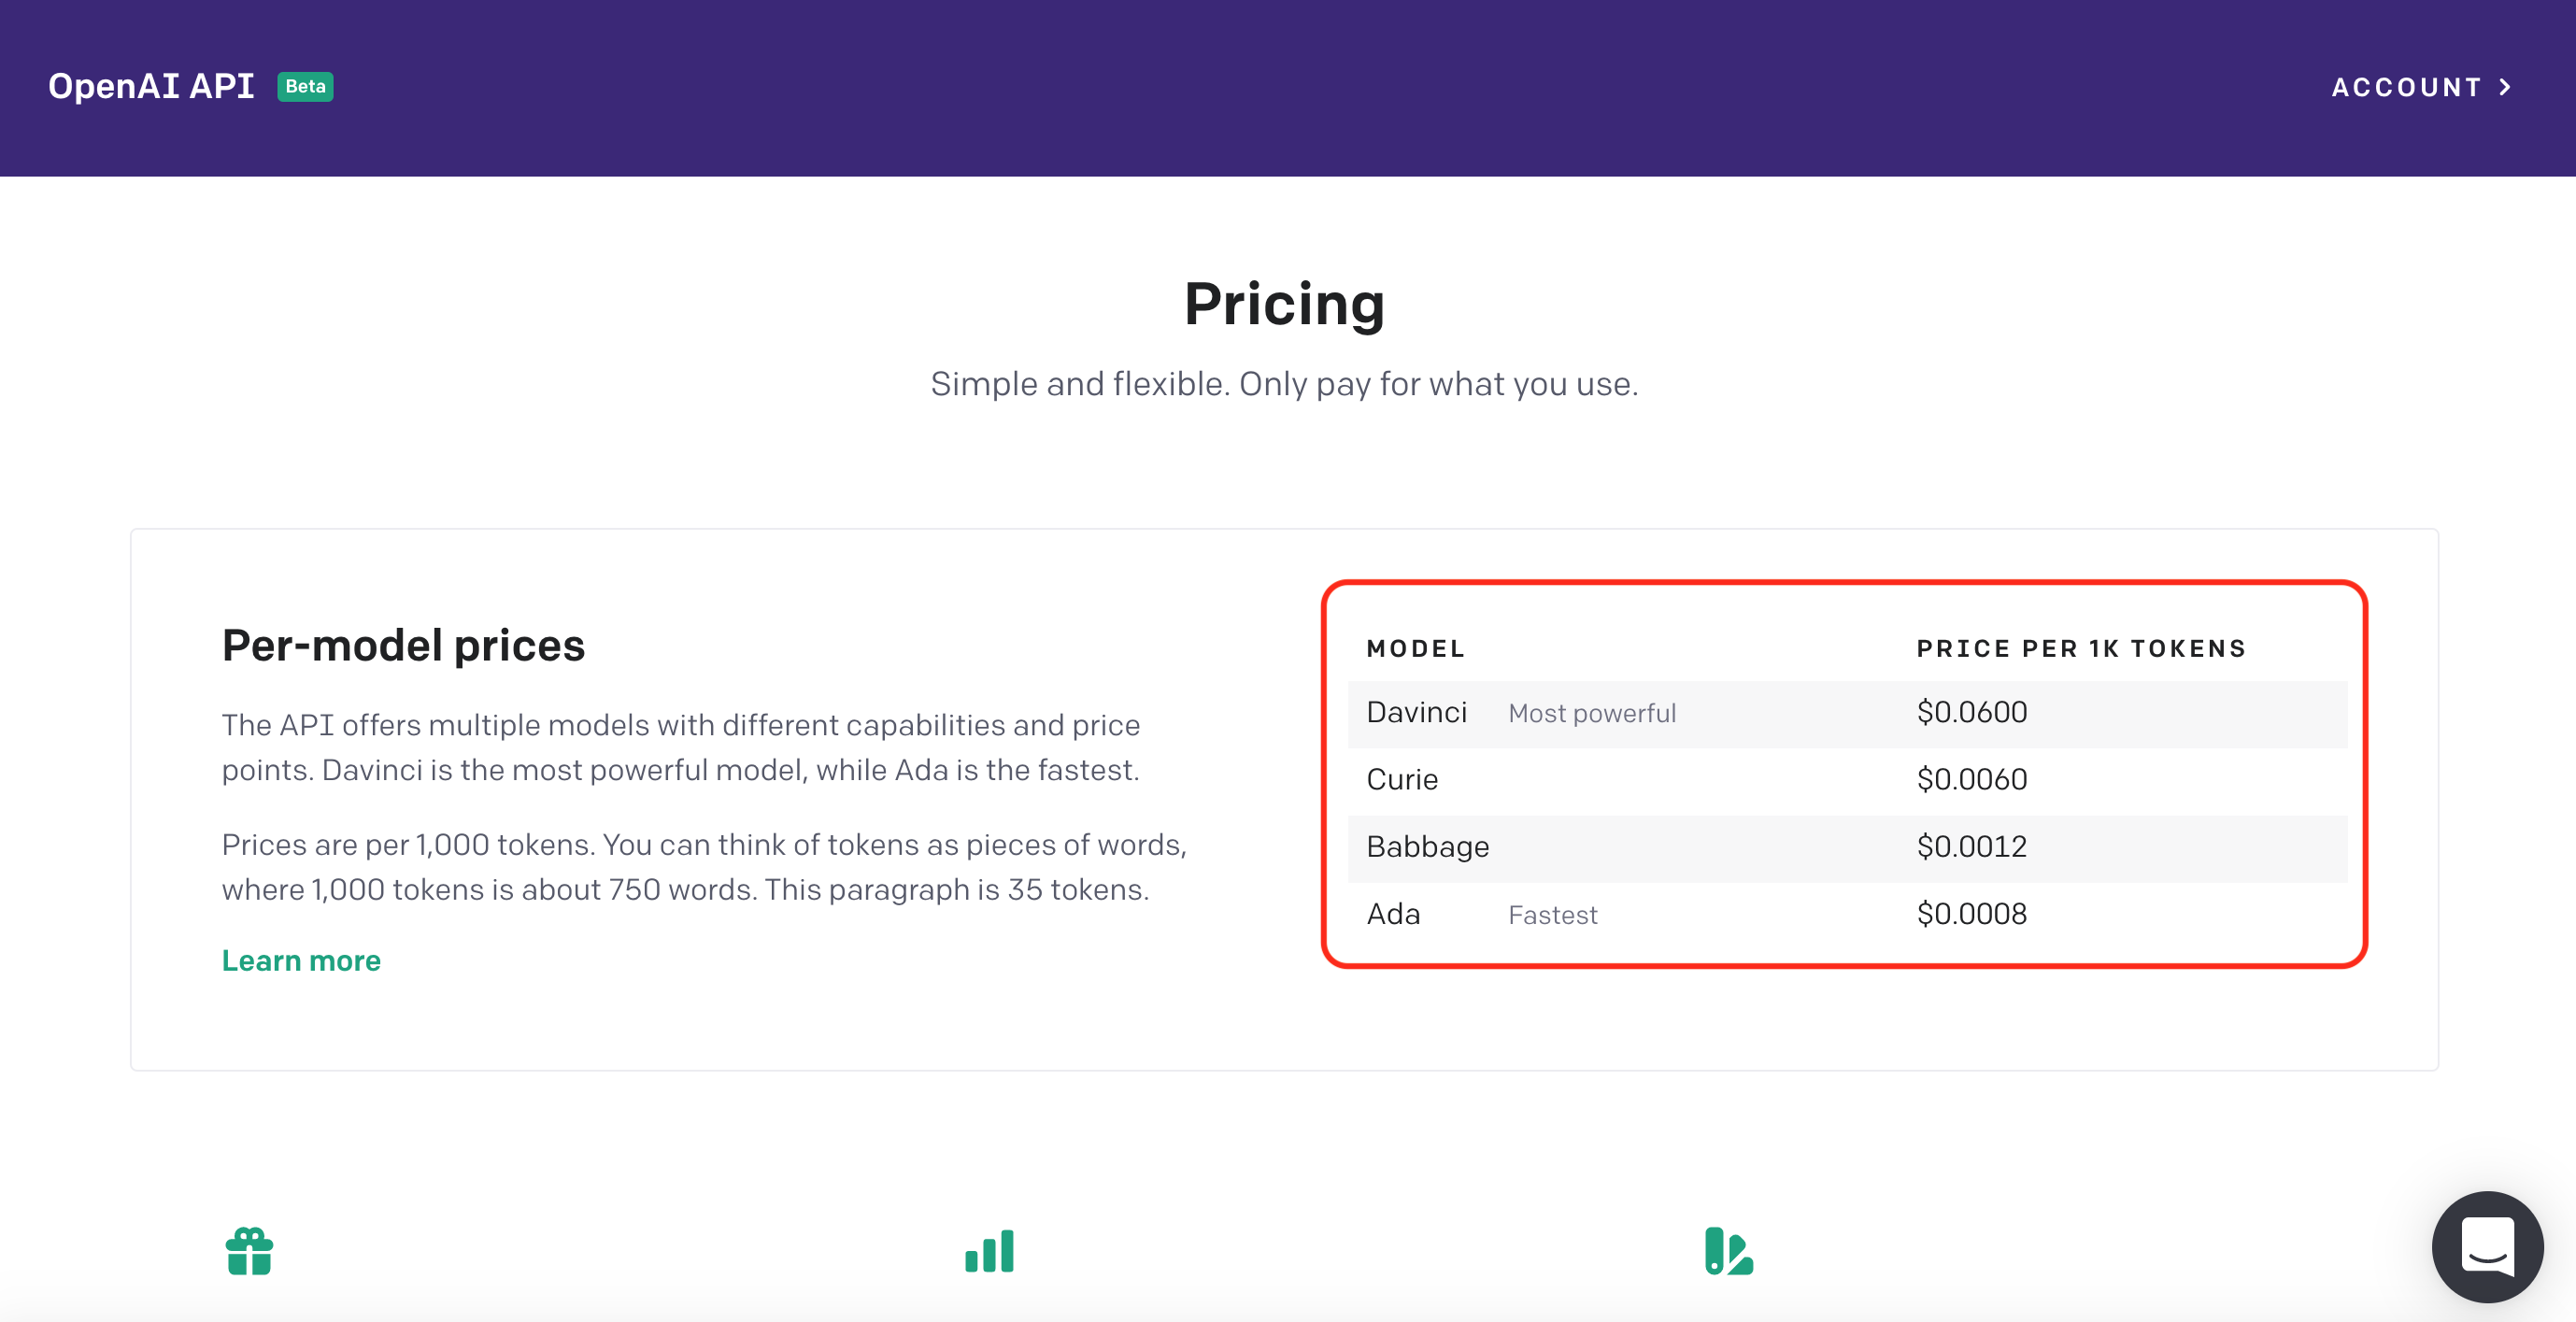 OpenAI API Beta
ACCOUNT
Pricing
Simple and flexible. Only pay for what you use.
Per-model prices
The API offers multiple models with different capabilities and price
points. Davinci is the most powerful model, while Ada is the fastest.
Prices are per 1,000 tokens. You can think of tokens as pieces of words,
where 1,000 tokens is about 750 words. This paragraph is 35 tokens.
Learn more
MODEL PRICE PER 1K TOKENS
Davinci Most powerful $0.0600
Curie $0.0060
Babbage $0.0012
Ada Fastest $0.0008